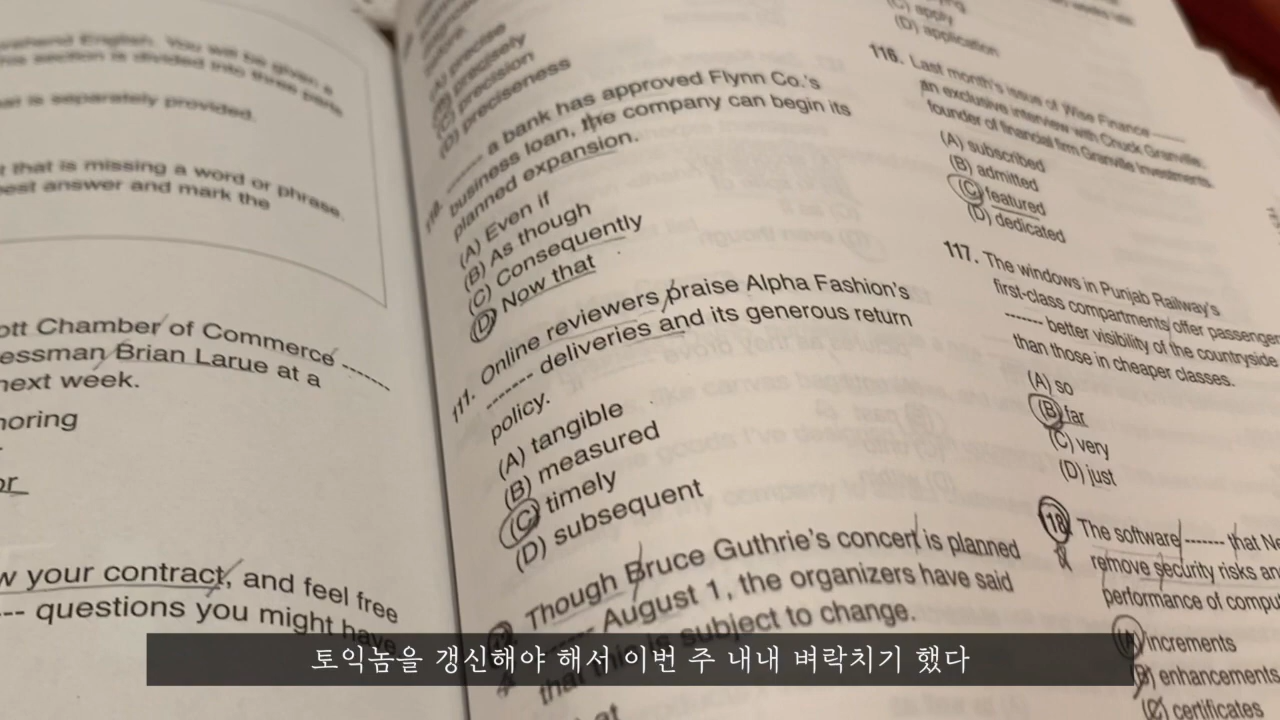 that is missing a word or phrase.
best answer and mark the
ott Chamber of Commerce -------
essman Brian Larue at a
next week.
noring
or
w your contract, and feel free
--- questions you might have
(A) precise
(B) precisely
(C) precision
(D) preciseness
110. ------- a bank has approved Flynn Co.'s
business loan, the company can begin its
planned expansion.
(A) Even if
(B) As though
(C) Consequently
(D) Now that
111. Online reviewers praise Alpha Fashion's
------- deliveries and its generous return
policy.
(A) tangible
(B) measured
(C) timely
(D) subsequent
Though Bruce Guthrie's concert is planned
------- August 1, the organizers have said
that this is subject to change.
at
(C) apply
(D) application
116. Last month's issue of Wise Finance -------
an exclusive interview with Chuck Granville,
founder of financial firm Granville Investments.
(A) subscribed
(B) admitted
(C) featured
(D) dedicated
117. The windows in Punjab Railway's
first-class compartments offer passenger
------- better visibility of the countryside
than those in cheaper classes.
(A) so
(B) far
(C) very
(D) just
118. The software ------- that Ne
remove security risks an
performance of compu
(A) increments
(B) enhancements
(C) certificates
토익놈을 갱신해야 해서 이번 주 내내 벼락치기 했다